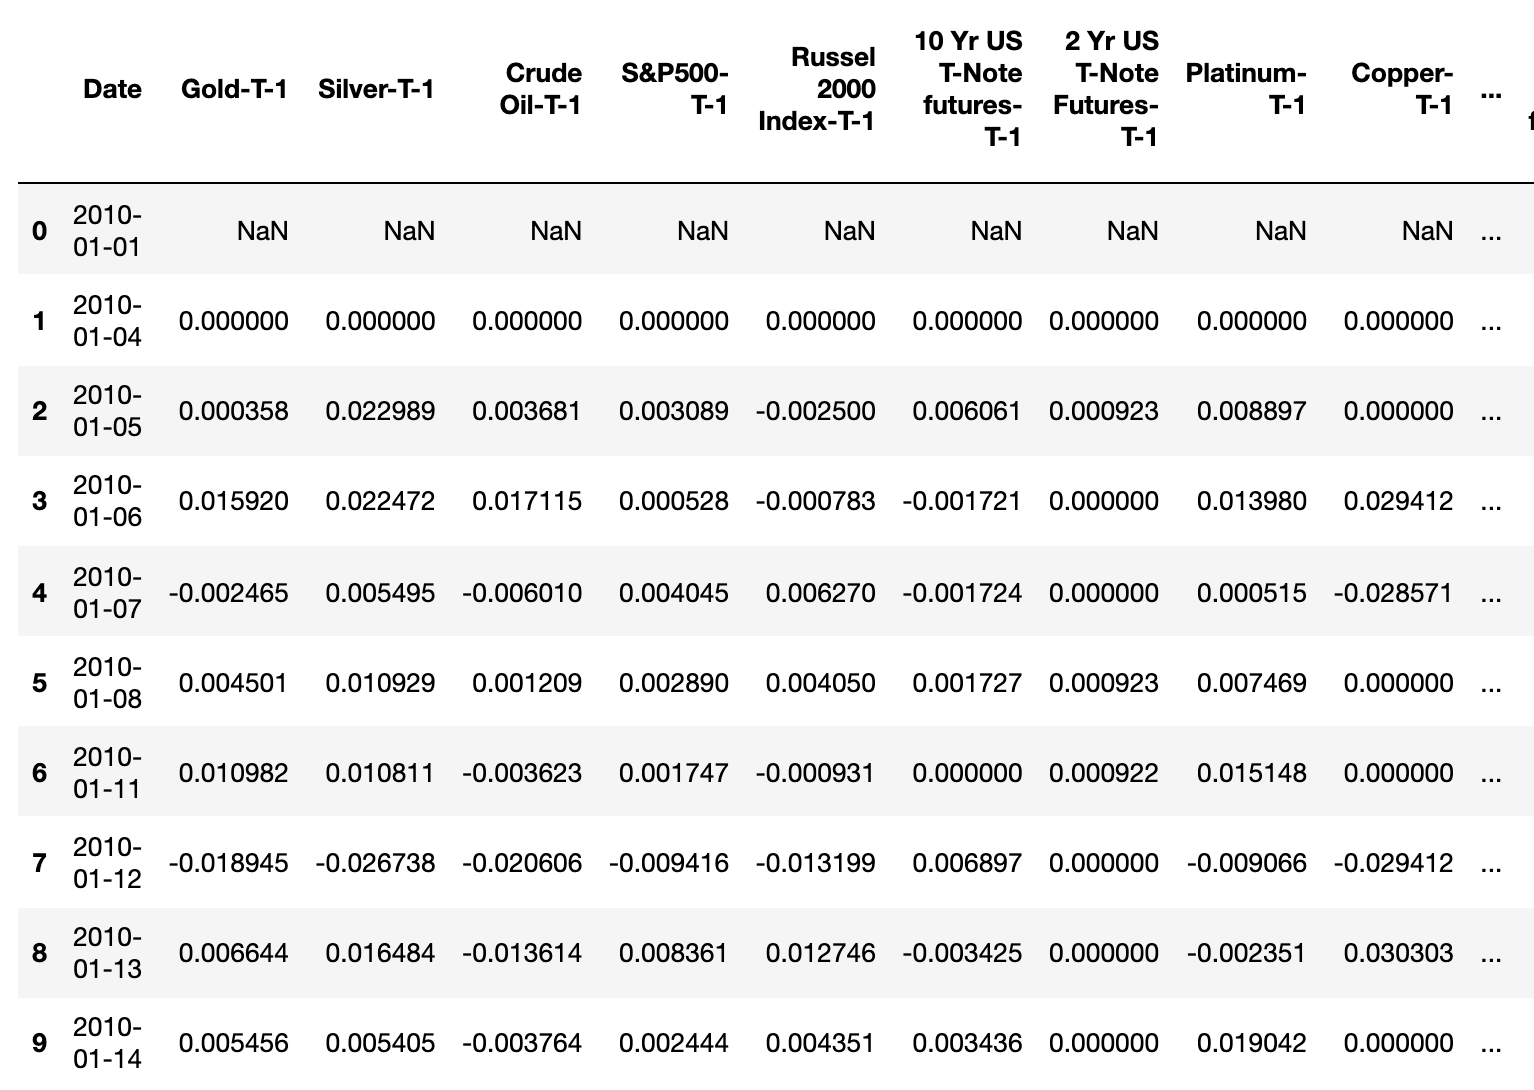 Date Gold-T-1 Silver-T-1 Crude Oil-T-1 S&P500-T-1 Russel 2000 Index-T-1 10 Yr US T-Note futures-T-1 2 Yr US T-Note Futures-T-1 Platinum-T-1 Copper-T-1 ...
0 2010-01-01 NaN NaN NaN NaN NaN NaN NaN NaN NaN ...
1 2010-01-04 0.000000 0.000000 0.000000 0.000000 0.000000 0.000000 0.000000 0.000000 0.000000 ...
2 2010-01-05 0.000358 0.022989 0.003681 0.003089 -0.002500 0.006061 0.000923 0.008897 0.000000 ...
3 2010-01-06 0.015920 0.022472 0.017115 0.000528 -0.000783 -0.001721 0.000000 0.013980 0.029412 ...
4 2010-01-07 -0.002465 0.005495 -0.006010 0.004045 0.006270 -0.001724 0.000000 0.000515 -0.028571 ...
5 2010-01-08 0.004501 0.010929 0.001209 0.002890 0.004050 0.001727 0.000923 0.007469 0.000000 ...
6 2010-01-11 0.010982 0.010811 -0.003623 0.001747 -0.000931 0.000000 0.000922 0.015148 0.000000 ...
7 2010-01-12 -0.018945 -0.026738 -0.020606 -0.009416 -0.013199 0.006897 0.000000 -0.009066 -0.029412 ...
8 2010-01-13 0.006644 0.016484 -0.013614 0.008361 0.012746 -0.003425 0.000000 -0.002351 0.030303 ...
9 2010-01-14 0.005456 0.005405 -0.003764 0.002444 0.004351 0.003436 0.000000 0.019042 0.000000 ...